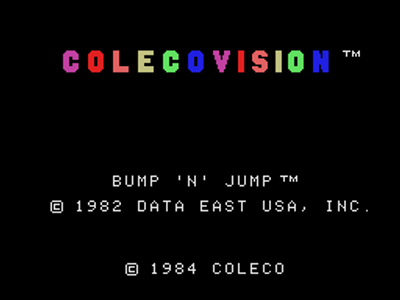 COLECOVISION™
BUMP 'N' JUMP™
© 1982 DATA EAST USA, INC.
© 1984 COLECO